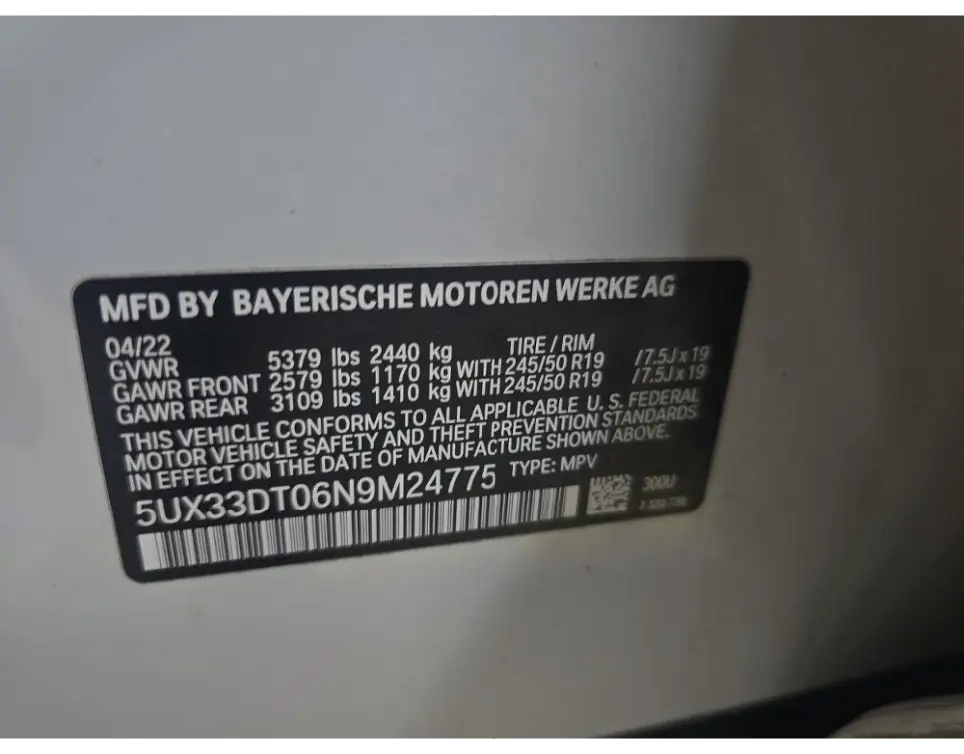 MFD BY BAYERISCHE MOTOREN WERKE AG
04/22
GVWR 5379 lbs 2440 kg TIRE / RIM
GAWR FRONT 2579 lbs 1170 kg WITH 245/50 R19 /7.5J x 19
GAWR REAR 3109 lbs 1410 kg WITH 245/50 R19 /7.5J x 19
THIS VEHICLE CONFORMS TO ALL APPLICABLE U. S. FEDERAL
MOTOR VEHICLE SAFETY AND THEFT PREVENTION STANDARDS
IN EFFECT ON THE DATE OF MANUFACTURE SHOWN ABOVE.
5UX33DT06N9M24775 TYPE: MPV
300U